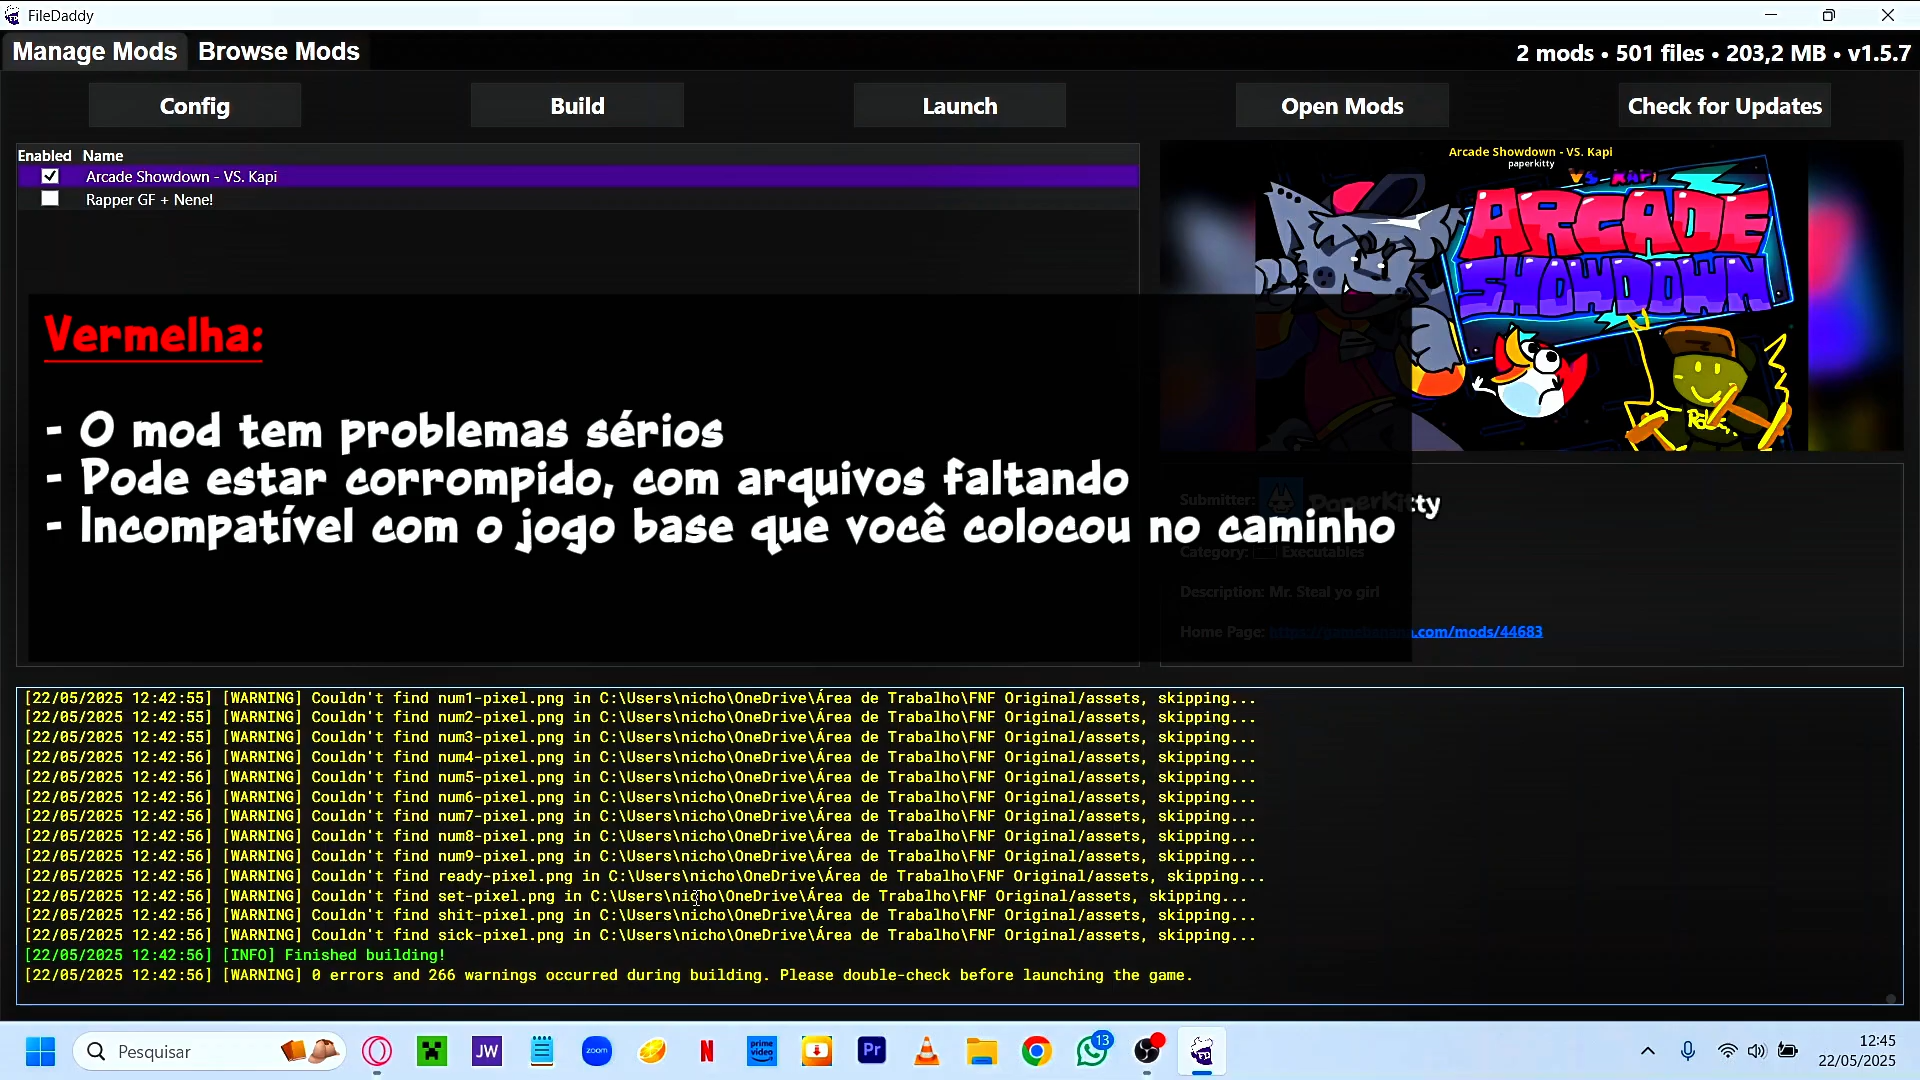 FileDaddy
Manage Mods
Browse Mods
2 mods • 501 files • 203,2 MB • v1.5.7
Config
Build
Launch
Open Mods
Check for Updates
Enabled Name
Arcade Showdown - VS. Kapi
Rapper GF + Nene!
Arcade Showdown - VS. Kapi
paperkitty
VS. KAPI
ARCADE
SHOWDOWN
Vermelha:
- O mod tem problemas sérios
- Pode estar corrompido, com arquivos faltando
- Incompatível com o jogo base que você colocou no caminho
Submitter: PaperKitty
Category: Executables
Description: Mr. Steal yo girl
Home Page: https://gamebanana.com/mods/44683
[22/05/2025 12:42:55] [WARNING] Couldn't find num1-pixel.png in C:\Users\nicho\OneDrive\Área de Trabalho\FNF Original/assets, skipping...
[22/05/2025 12:42:55] [WARNING] Couldn't find num2-pixel.png in C:\Users\nicho\OneDrive\Área de Trabalho\FNF Original/assets, skipping...
[22/05/2025 12:42:55] [WARNING] Couldn't find num3-pixel.png in C:\Users\nicho\OneDrive\Área de Trabalho\FNF Original/assets, skipping...
[22/05/2025 12:42:56] [WARNING] Couldn't find num4-pixel.png in C:\Users\nicho\OneDrive\Área de Trabalho\FNF Original/assets, skipping...
[22/05/2025 12:42:56] [WARNING] Couldn't find num5-pixel.png in C:\Users\nicho\OneDrive\Área de Trabalho\FNF Original/assets, skipping...
[22/05/2025 12:42:56] [WARNING] Couldn't find num6-pixel.png in C:\Users\nicho\OneDrive\Área de Trabalho\FNF Original/assets, skipping...
[22/05/2025 12:42:56] [WARNING] Couldn't find num7-pixel.png in C:\Users\nicho\OneDrive\Área de Trabalho\FNF Original/assets, skipping...
[22/05/2025 12:42:56] [WARNING] Couldn't find num8-pixel.png in C:\Users\nicho\OneDrive\Área de Trabalho\FNF Original/assets, skipping...
[22/05/2025 12:42:56] [WARNING] Couldn't find num9-pixel.png in C:\Users\nicho\OneDrive\Área de Trabalho\FNF Original/assets, skipping...
[22/05/2025 12:42:56] [WARNING] Couldn't find ready-pixel.png in C:\Users\nicho\OneDrive\Área de Trabalho\FNF Original/assets, skipping...
[22/05/2025 12:42:56] [WARNING] Couldn't find set-pixel.png in C:\Users\nicho\OneDrive\Área de Trabalho\FNF Original/assets, skipping...
[22/05/2025 12:42:56] [WARNING] Couldn't find shit-pixel.png in C:\Users\nicho\OneDrive\Área de Trabalho\FNF Original/assets, skipping...
[22/05/2025 12:42:56] [WARNING] Couldn't find sick-pixel.png in C:\Users\nicho\OneDrive\Área de Trabalho\FNF Original/assets, skipping...
[22/05/2025 12:42:56] [INFO] Finished building!
[22/05/2025 12:42:56] [WARNING] 0 errors and 266 warnings occurred during building. Please double-check before launching the game.
Pesquisar
JW
zoom
N
prime video
Pr
13
FD
12:45
22/05/2025